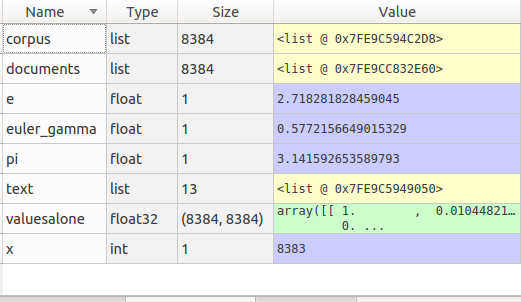 Name Type Size Value
corpus list 8384 <list @ 0x7FE9C594C2D8>
documents list 8384 <list @ 0x7FE9CC832E60>
e float 1 2.718281828459045
euler_gamma float 1 0.5772156649015329
pi float 1 3.141592653589793
text list 13 <list @ 0x7FE9C5949050>
valuesalone float32 (8384, 8384) array([[ 1. , 0.01044821…
0. ...
x int 1 8383